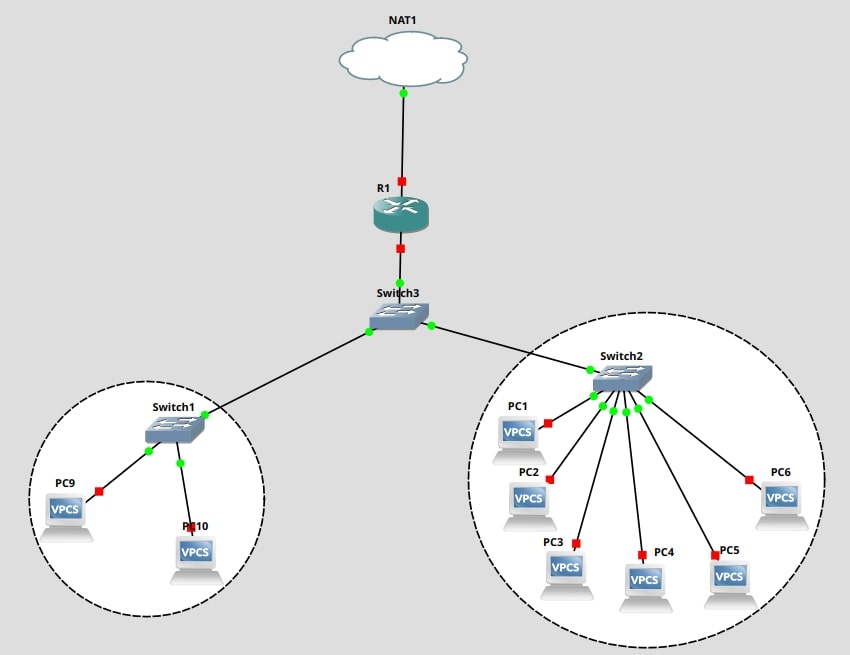 NAT1
R1
Switch3
Switch2
Switch1
PC1
VPCS
PC2
VPCS
PC3
VPCS
PC4
VPCS
PC5
VPCS
PC6
VPCS
PC9
VPCS
PC10
VPCS